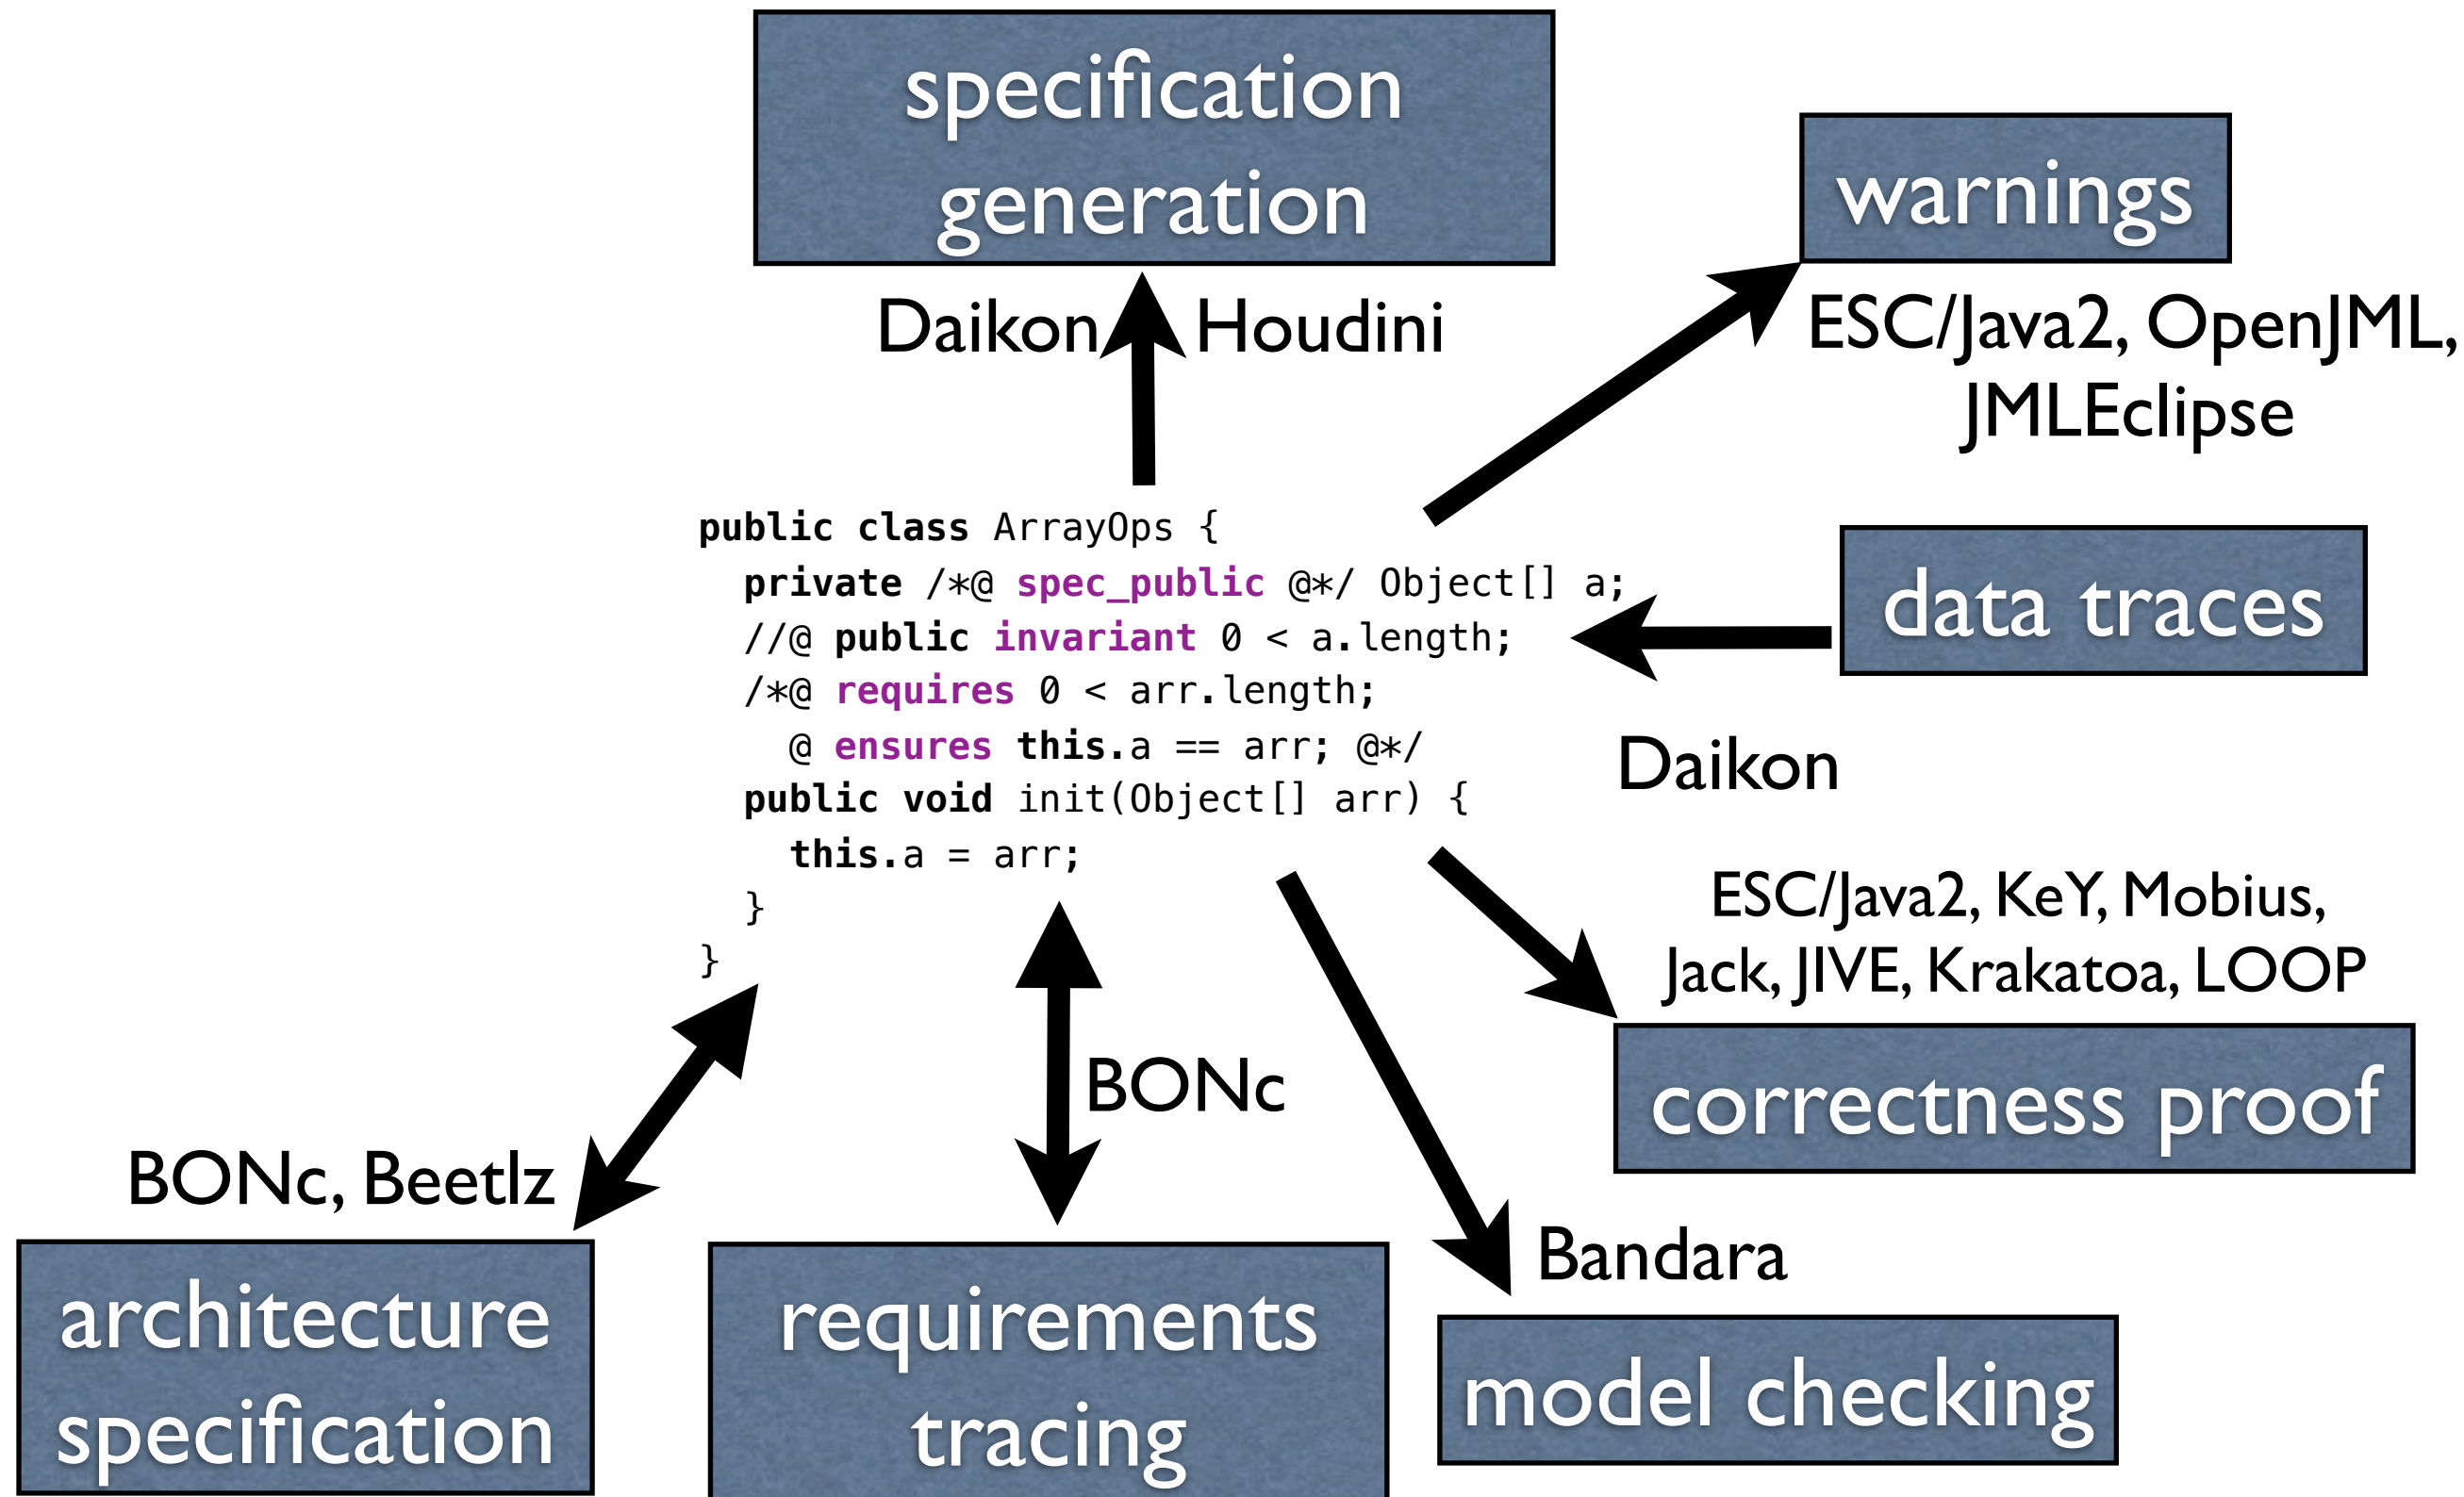 specification
generation
warnings
Daikon Houdini
ESC/Java2, OpenJML,
JMLEclipse
public class ArrayOps {
private /*@ spec_public @*/ Object[] a;
//@ public invariant 0 < a.length;
/*@ requires 0 < arr.length;
@ ensures this.a == arr; @*/
public void init(Object[] arr) {
this.a = arr;
}
}
data traces
Daikon
ESC/Java2, KeY, Mobius,
Jack, JIVE, Krakatoa, LOOP
correctness proof
BONc
BONc, Beetlz
architecture
specification
requirements
tracing
Bandara
model checking